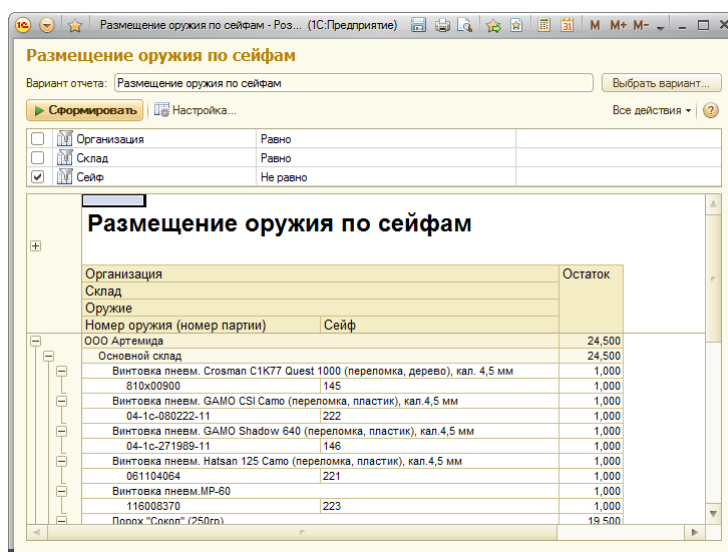 Размещение оружия по сейфам - Роз... (1С:Предприятие)
M M+ M-
Размещение оружия по сейфам
Вариант отчета: Размещение оружия по сейфам Выбрать вариант...
Сформировать Настройка... Все действия
Организация Равно
Склад Равно
Сейф Не равно
Размещение оружия по сейфам
Организация Остаток
Склад
Оружие
Номер оружия (номер партии) Сейф
ООО Артемида 24,500
Основной склад 24,500
Винтовка пневм. Crosman C1K77 Quest 1000 (переломка, дерево), кал. 4,5 мм 1,000
810x00900 145 1,000
Винтовка пневм. GAMO CSI Camo (переломка, пластик), кал.4,5 мм 1,000
04-1c-080222-11 222 1,000
Винтовка пневм. GAMO Shadow 640 (переломка, пластик), кал.4,5 мм 1,000
04-1c-271989-11 146 1,000
Винтовка пневм. Hatsan 125 Camo (переломка, пластик), кал.4,5 мм 1,000
061104064 221 1,000
Винтовка пневм.МР-60 1,000
116008370 223 1,000
Порох "Сокол" (250гр) 19,500